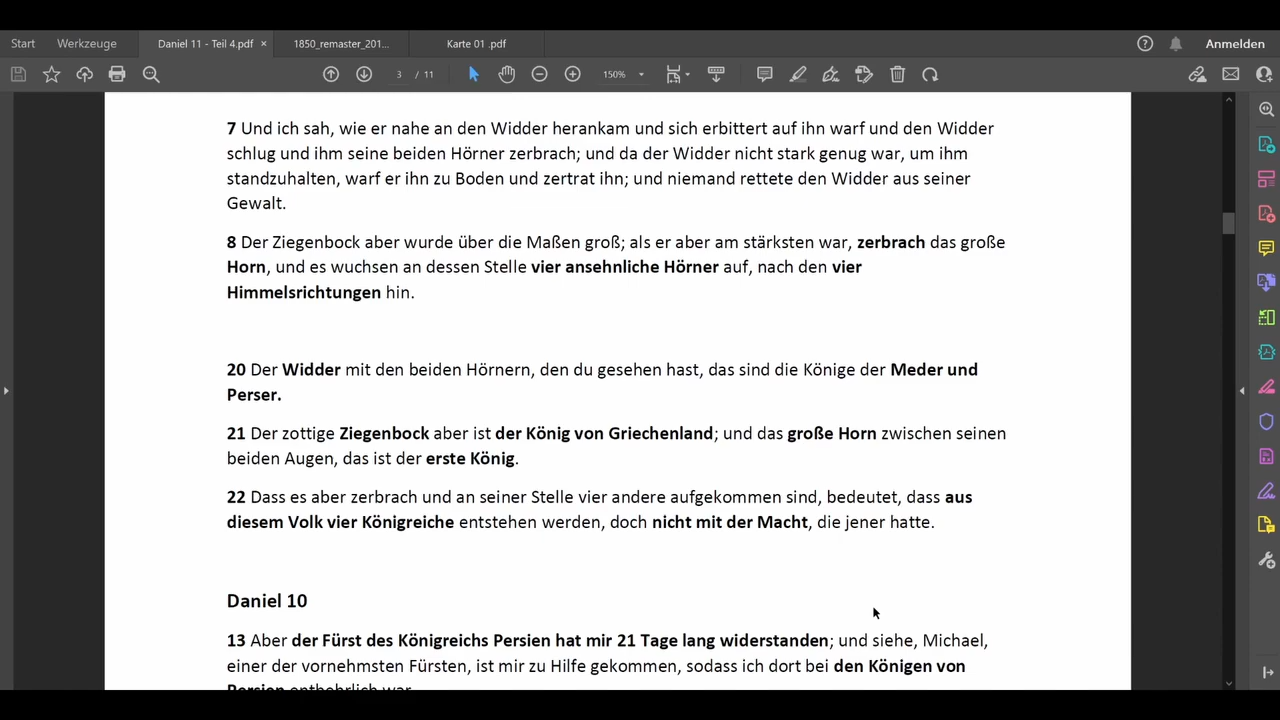 Start
Werkzeuge
Daniel 11 - Teil 4.pdf ×
1850_remaster_201...
Karte 01 .pdf
Anmelden
3 / 11
150%
7 Und ich sah, wie er nahe an den Widder herankam und sich erbittert auf ihn warf und den Widder
schlug und ihm seine beiden Hörner zerbrach; und da der Widder nicht stark genug war, um ihm
standzuhalten, warf er ihn zu Boden und zertrat ihn; und niemand rettete den Widder aus seiner
Gewalt.
8 Der Ziegenbock aber wurde über die Maßen groß; als er aber am stärksten war, zerbrach das große
Horn, und es wuchsen an dessen Stelle vier ansehnliche Hörner auf, nach den vier
Himmelsrichtungen hin.
20 Der Widder mit den beiden Hörnern, den du gesehen hast, das sind die Könige der Meder und
Perser.
21 Der zottige Ziegenbock aber ist der König von Griechenland; und das große Horn zwischen seinen
beiden Augen, das ist der erste König.
22 Dass es aber zerbrach und an seiner Stelle vier andere aufgekommen sind, bedeutet, dass aus
diesem Volk vier Königreiche entstehen werden, doch nicht mit der Macht, die jener hatte.
Daniel 10
13 Aber der Fürst des Königreichs Persien hat mir 21 Tage lang widerstanden; und siehe, Michael,
einer der vornehmsten Fürsten, ist mir zu Hilfe gekommen, sodass ich dort bei den Königen von
Persien entbehrlich war